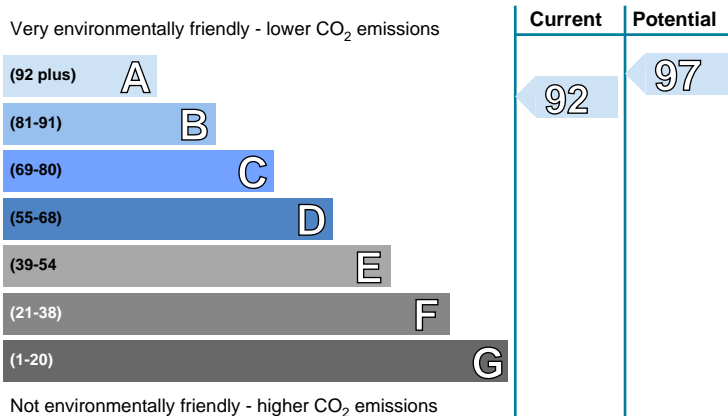 Very environmentally friendly - lower CO2 emissions
Current
Potential
(92 plus) A
(81-91) B
(69-80) C
(55-68) D
(39-54 E
(21-38) F
(1-20) G
92
97
Not environmentally friendly - higher CO2 emissions